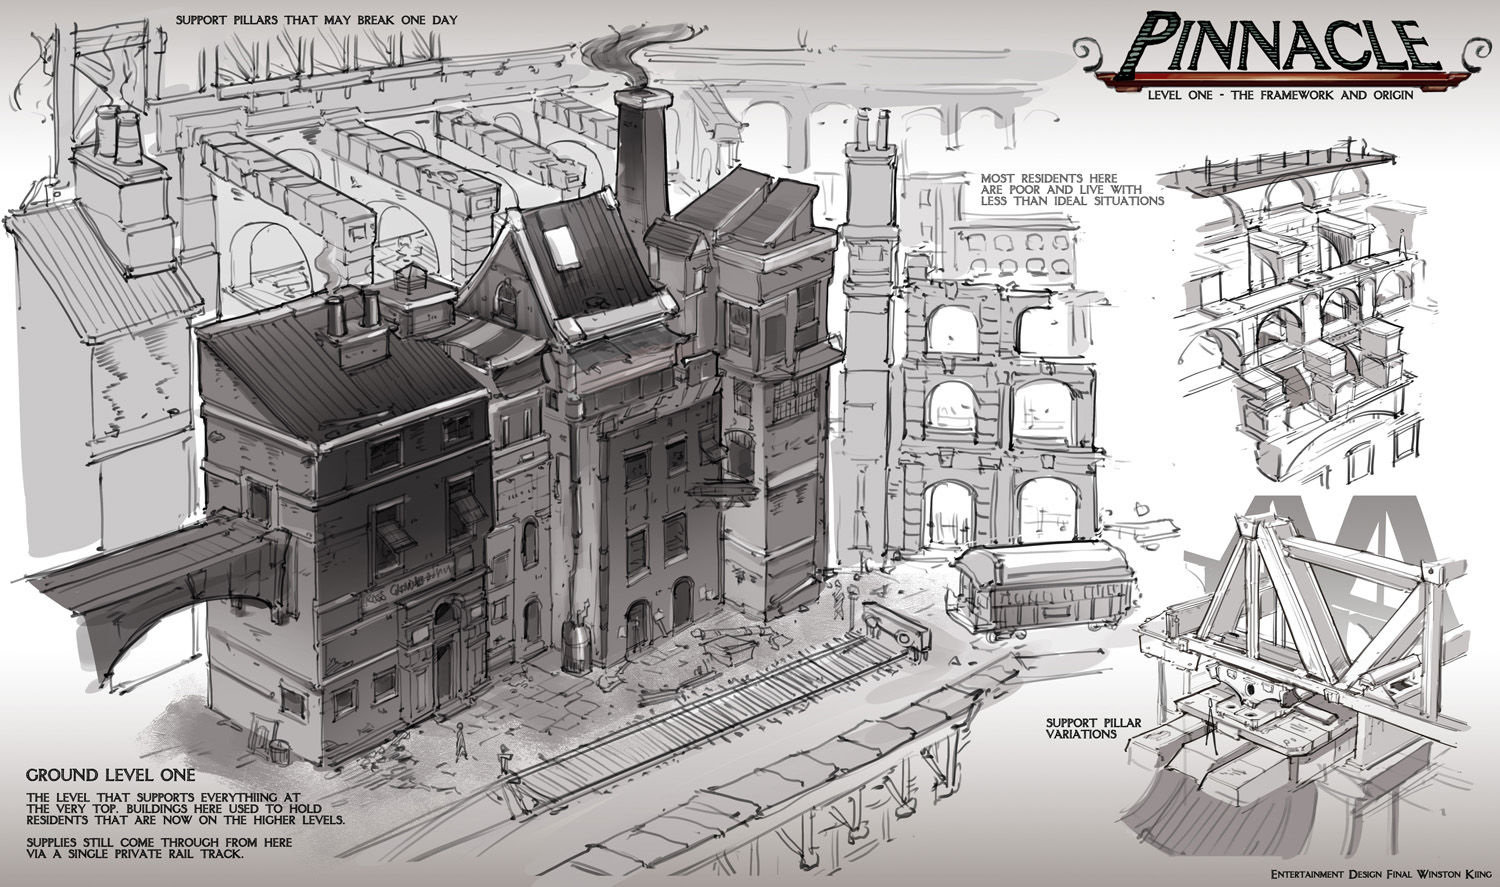 SUPPORT PILLARS THAT MAY BREAK ONE DAY
PINNACLE
LEVEL ONE - THE FRAMEWORK AND ORIGIN
MOST RESIDENTS HERE
ARE POOR AND LIVE WITH
LESS THAN IDEAL SITUATIONS
SUPPORT PILLAR
VARIATIONS
GROUND LEVEL ONE
THE LEVEL THAT SUPPORTS EVERYTHIING AT
THE VERY TOP. BUILDINGS HERE USED TO HOLD
RESIDENTS THAT ARE NOW ON THE HIGHER LEVELS.
SUPPLIES STILL COME THROUGH FROM HERE
VIA A SINGLE PRIVATE RAIL TRACK.
ENTERTAINMENT DESIGN FINAL WINSTON KIING